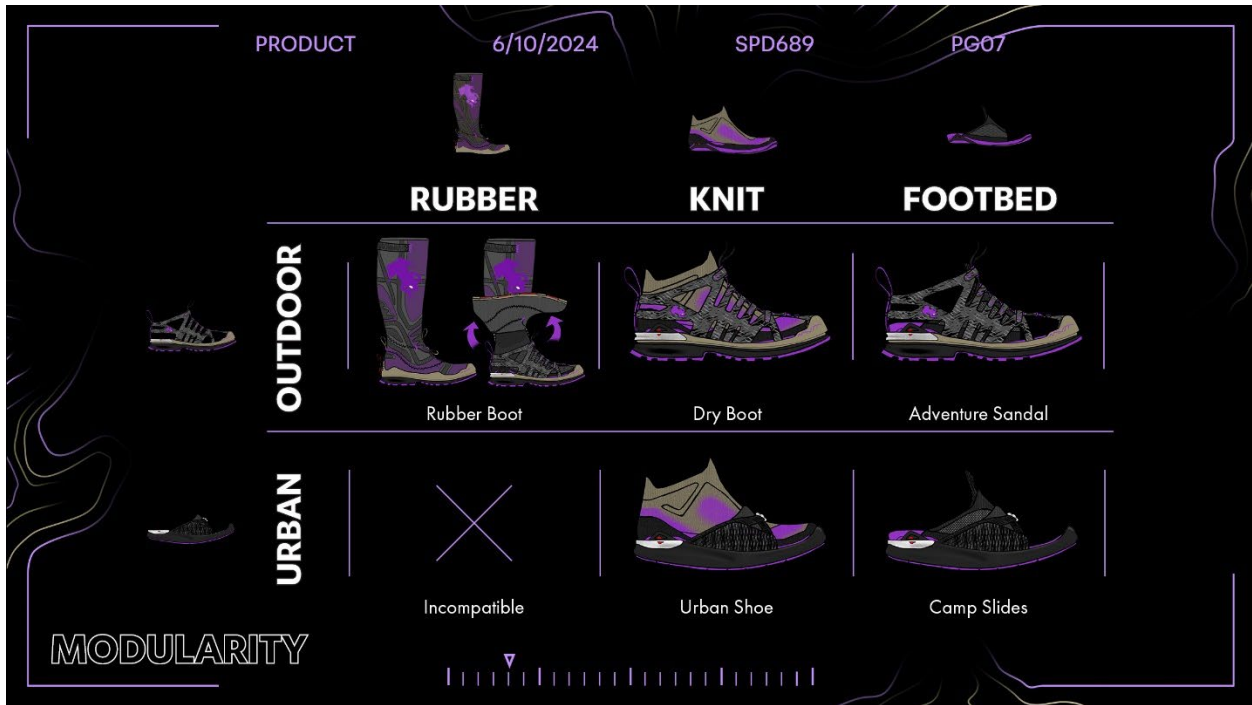 PRODUCT 6/10/2024 SPD689 PG07
RUBBER KNIT FOOTBED
OUTDOOR
Rubber Boot Dry Boot Adventure Sandal
URBAN
Incompatible Urban Shoe Camp Slides
MODULARITY